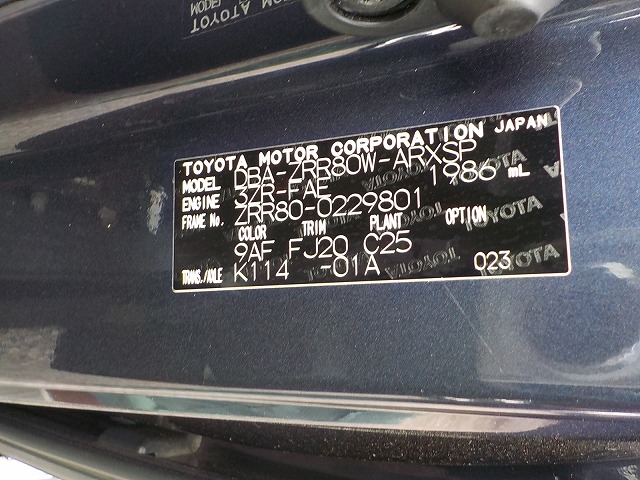 TOYOTA MOTOR CORPORATION JAPAN
MODEL DBA-ZRR80W-ARXSP
ENGINE 3ZR-FAE 1986 mL
FRAME No. ZRR80-0229801
COLOR TRIM PLANT OPTION
9AF FJ20 C25
TRANS./AXLE K114 -01A 023